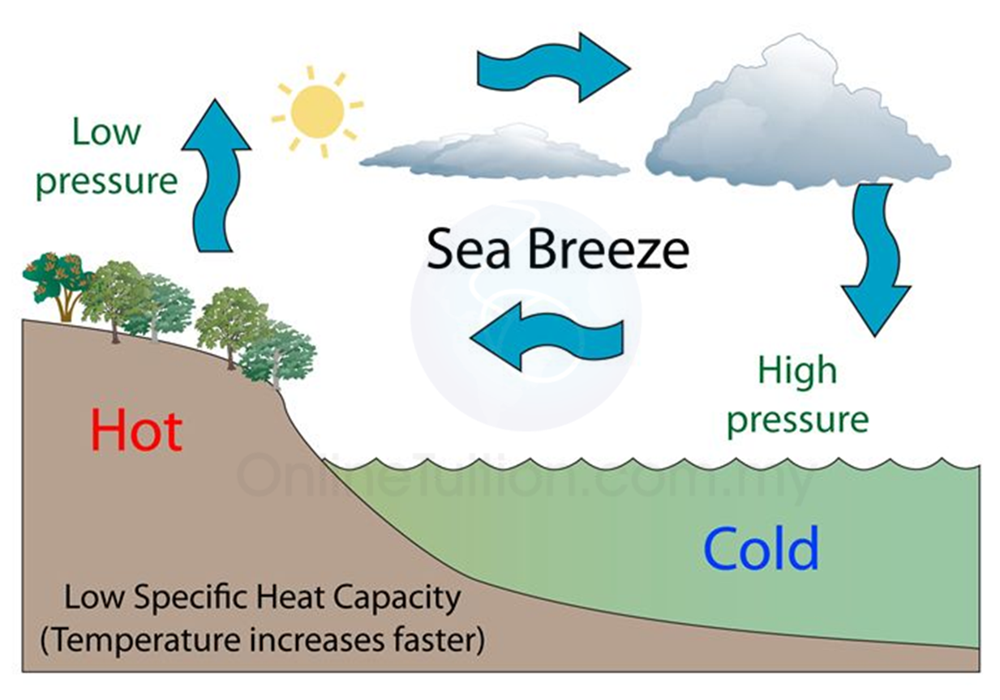 Low
pressure
Sea Breeze
High
pressure
Hot
OnlineTuition.com.my
Cold
Low Specific Heat Capacity
(Temperature increases faster)